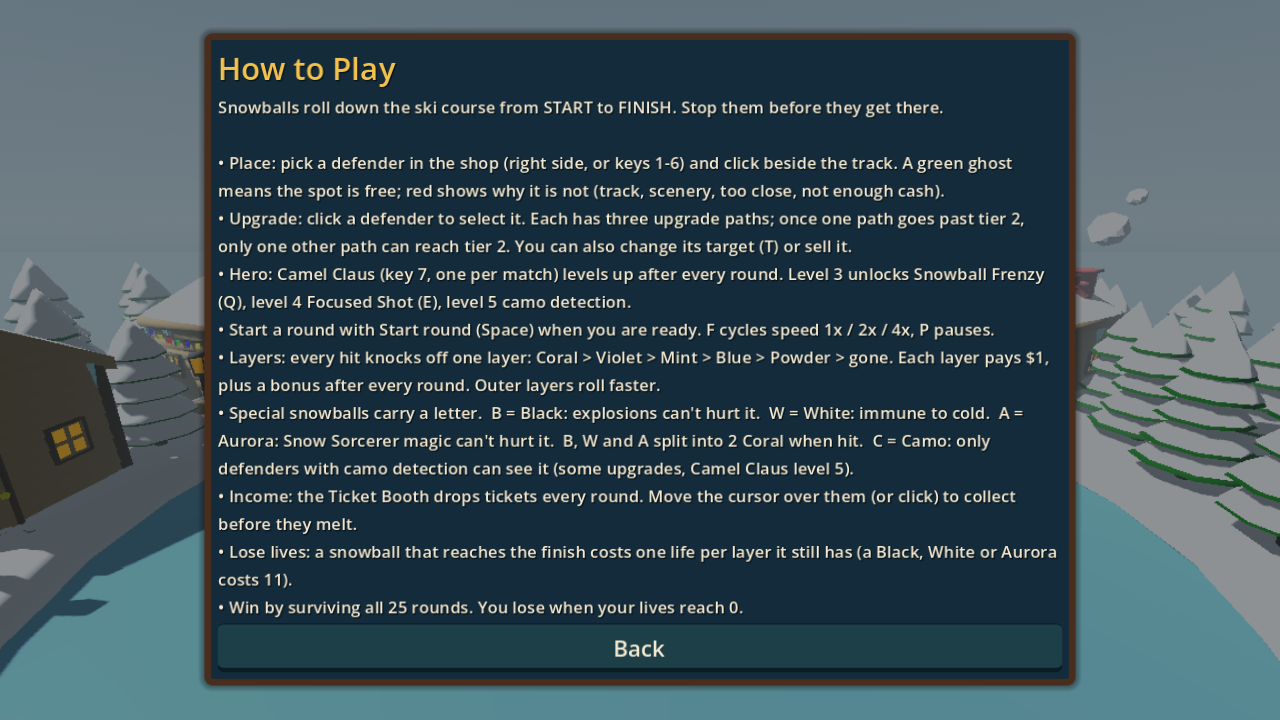 How to Play
Snowballs roll down the ski course from START to FINISH. Stop them before they get there.
• Place: pick a defender in the shop (right side, or keys 1-6) and click beside the track. A green ghost
means the spot is free; red shows why it is not (track, scenery, too close, not enough cash).
• Upgrade: click a defender to select it. Each has three upgrade paths; once one path goes past tier 2,
only one other path can reach tier 2. You can also change its target (T) or sell it.
• Hero: Camel Claus (key 7, one per match) levels up after every round. Level 3 unlocks Snowball Frenzy
(Q), level 4 Focused Shot (E), level 5 camo detection.
• Start a round with Start round (Space) when you are ready. F cycles speed 1x / 2x / 4x, P pauses.
• Layers: every hit knocks off one layer: Coral > Violet > Mint > Blue > Powder > gone. Each layer pays $1,
plus a bonus after every round. Outer layers roll faster.
• Special snowballs carry a letter.  B = Black: explosions can't hurt it.  W = White: immune to cold.  A =
Aurora: Snow Sorcerer magic can't hurt it.  B, W and A split into 2 Coral when hit.  C = Camo: only
defenders with camo detection can see it (some upgrades, Camel Claus level 5).
• Income: the Ticket Booth drops tickets every round. Move the cursor over them (or click) to collect
before they melt.
• Lose lives: a snowball that reaches the finish costs one life per layer it still has (a Black, White or Aurora
costs 11).
• Win by surviving all 25 rounds. You lose when your lives reach 0.
Back